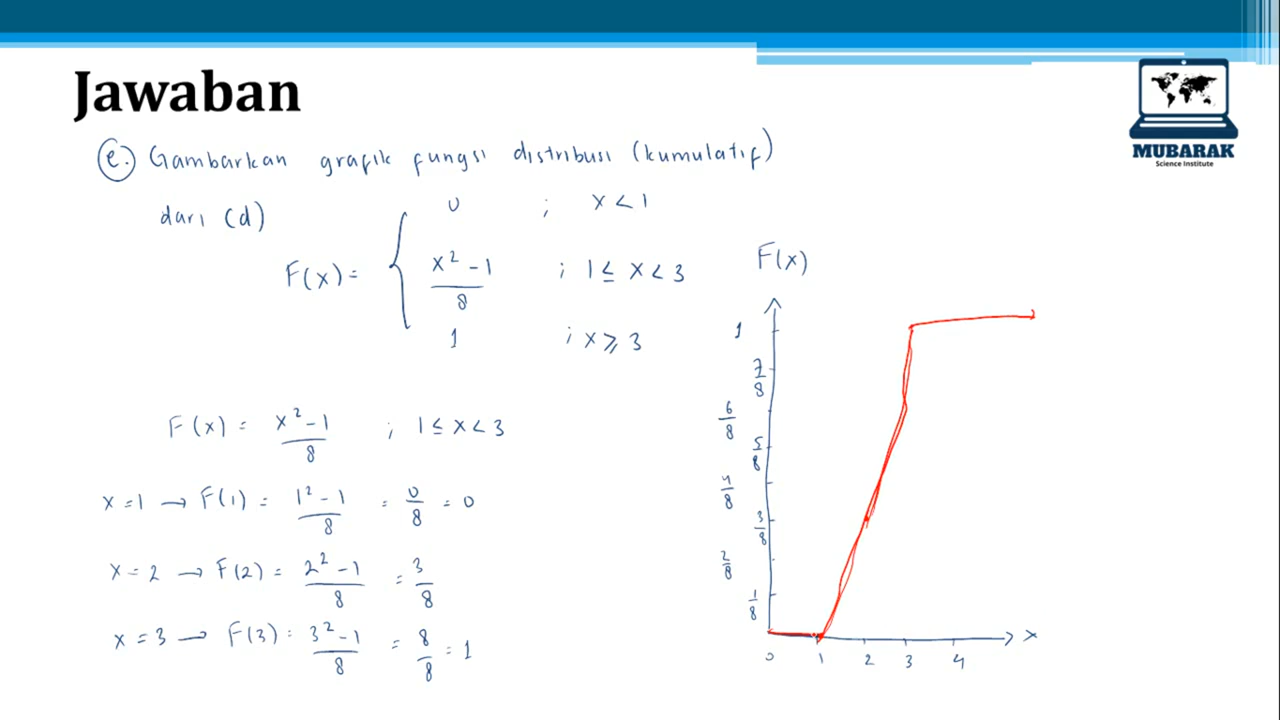 Jawaban
MUBARAK
Science Institute
e. Gambarkan grafik fungsi distribusi (kumulatif)
dari (d)
F(x) = { 0 ; x < 1
x² - 1 / 8 ; 1 ≤ x < 3
1 ; x ≥ 3
F(x) = x² - 1 / 8 ; 1 ≤ x < 3
x = 1 → F(1) = 1² - 1 / 8 = 0/8 = 0
x = 2 → F(2) = 2² - 1 / 8 = 3/8
x = 3 → F(3) = 3² - 1 / 8 = 8/8 = 1
F(x)
1
7/8
6/8
5/8
4/8
3/8
2/8
1/8
0 1 2 3 4 x